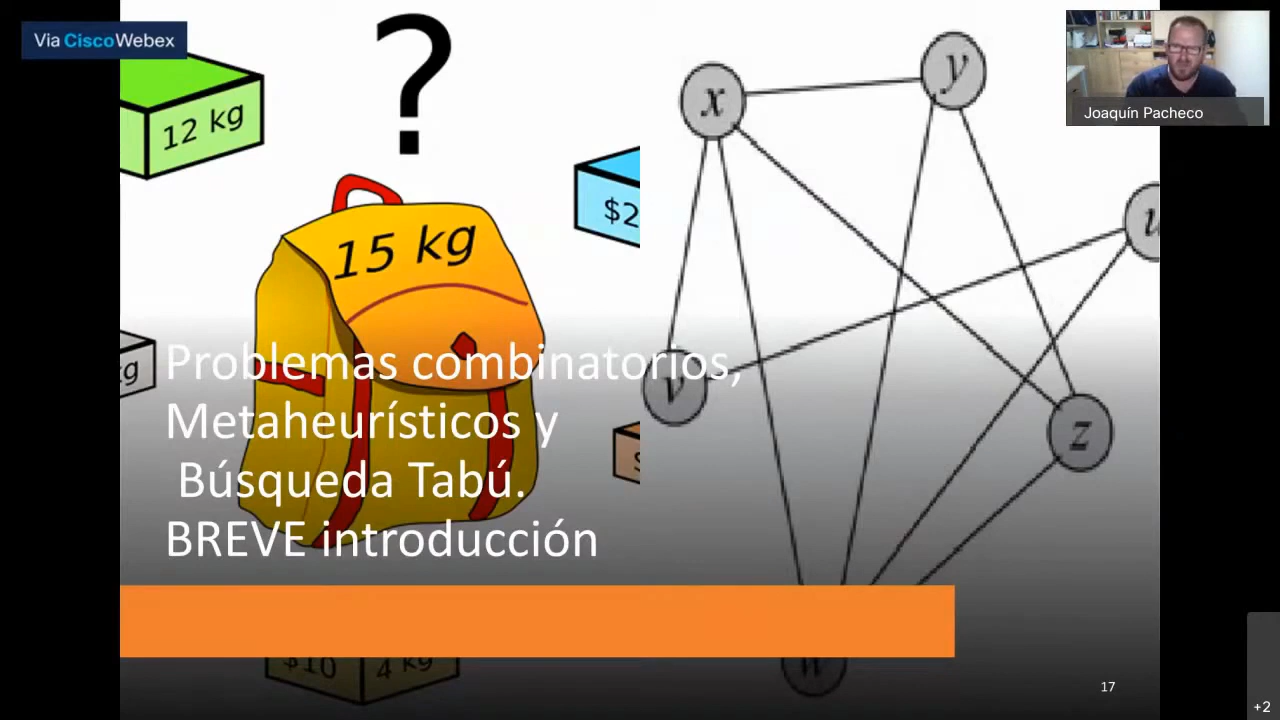 Via CiscoWebex
?
12 kg
$2
15 kg
x
y
u
Joaquín Pacheco
kg
v
z
$
Problemas combinatorios,
Metaheurísticos y
Búsqueda Tabú.
BREVE introducción
$10
4 kg
w
17
+2